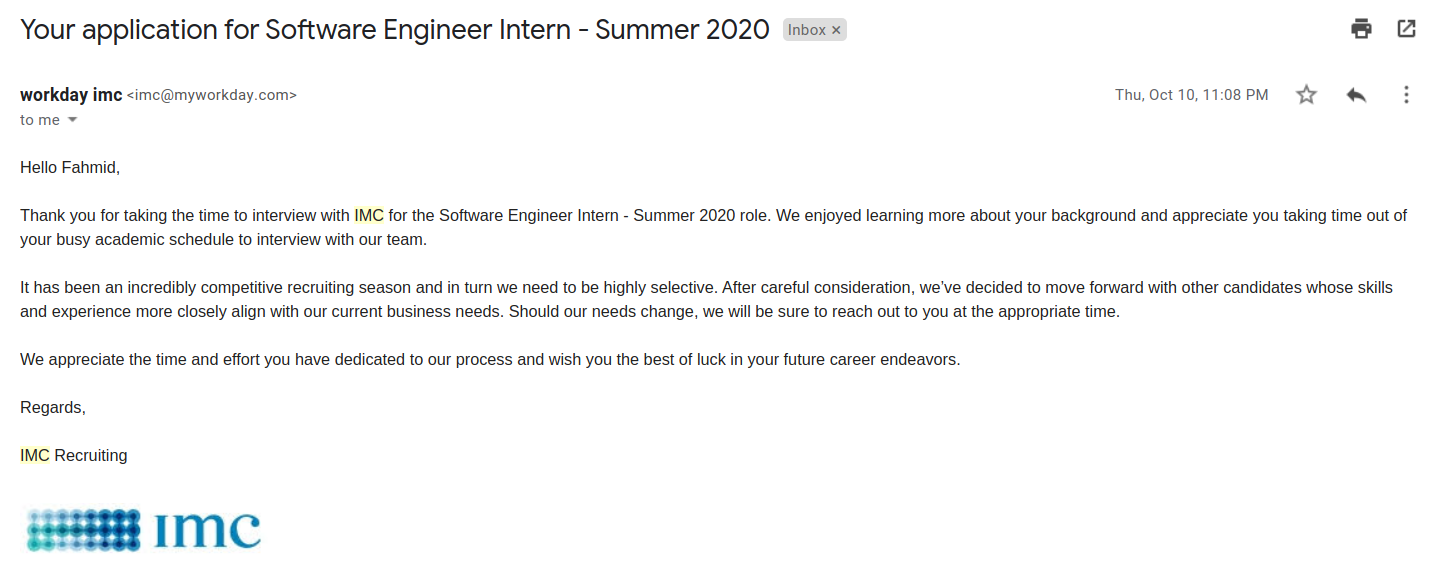 Your application for Software Engineer Intern - Summer 2020 Inbox ×
workday imc <imc@myworkday.com> Thu, Oct 10, 11:08 PM
to me
Hello Fahmid,
Thank you for taking the time to interview with IMC for the Software Engineer Intern - Summer 2020 role. We enjoyed learning more about your background and appreciate you taking time out of
your busy academic schedule to interview with our team.
It has been an incredibly competitive recruiting season and in turn we need to be highly selective. After careful consideration, we’ve decided to move forward with other candidates whose skills
and experience more closely align with our current business needs. Should our needs change, we will be sure to reach out to you at the appropriate time.
We appreciate the time and effort you have dedicated to our process and wish you the best of luck in your future career endeavors.
Regards,
IMC Recruiting
imc